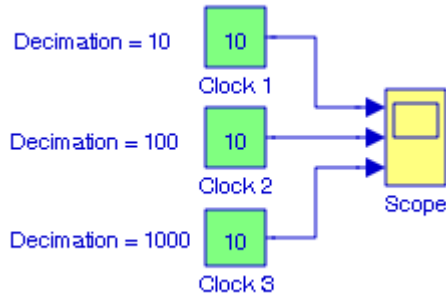 Decimation = 10
10
Clock 1
Decimation = 100
10
Clock 2
Scope
Decimation = 1000
10
Clock 3